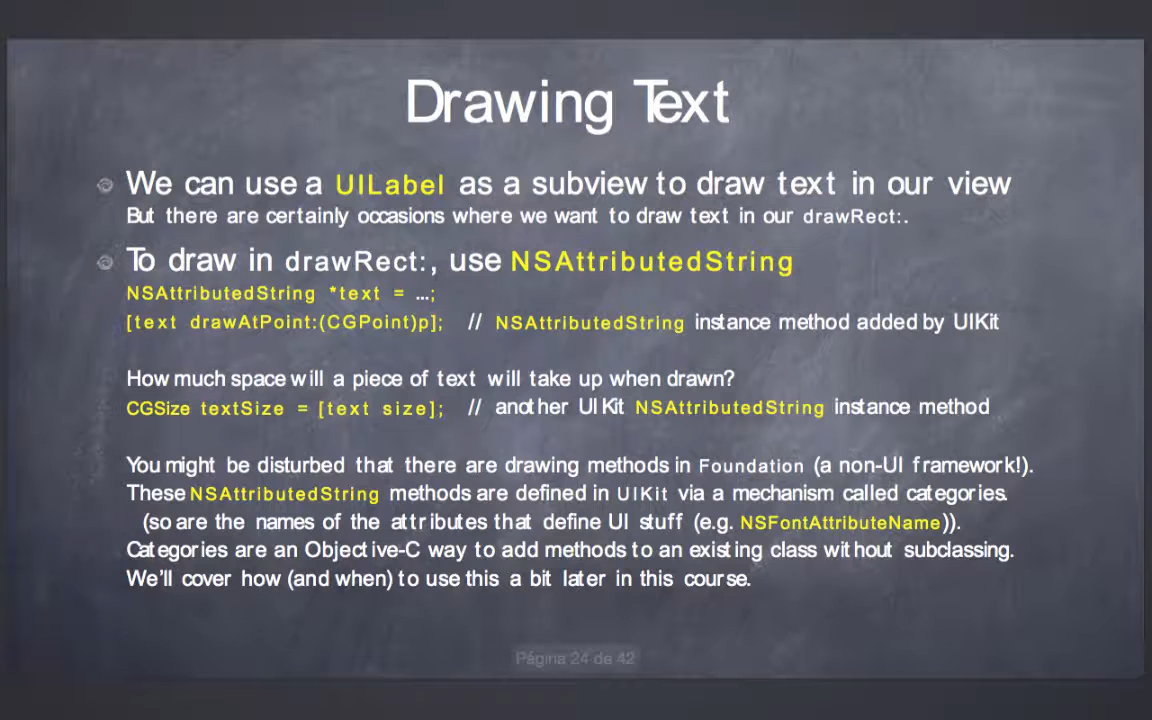 Drawing Text
We can use a UILabel as a subview to draw text in our view
But there are certainly occasions where we want to draw text in our drawRect:.
To draw in drawRect:, use NSAttributedString
NSAttributedString *text = ...;
[text drawAtPoint:(CGPoint)p]; // NSAttributedString instance method added by UIKit
How much space will a piece of text will take up when drawn?
CGSize textSize = [text size]; // another UIKit NSAttributedString instance method
You might be disturbed that there are drawing methods in Foundation (a non-UI framework!).
These NSAttributedString methods are defined in UIKit via a mechanism called categories.
(so are the names of the attributes that define UI stuff (e.g. NSFontAttributeName)).
Categories are an Objective-C way to add methods to an existing class without subclassing.
We'll cover how (and when) to use this a bit later in this course.
Página 24 de 42